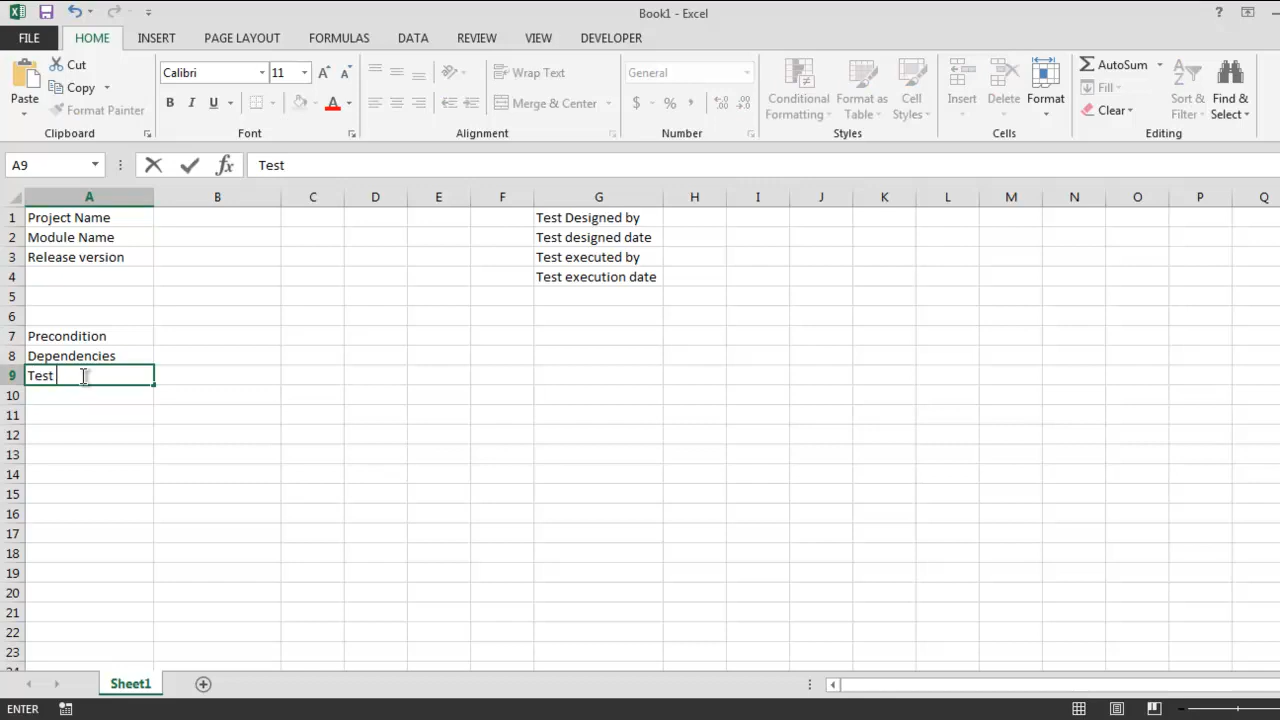 Book1 - Excel
?
FILE HOME INSERT PAGE LAYOUT FORMULAS DATA REVIEW VIEW DEVELOPER
Paste
Cut
Copy
Format Painter
Clipboard
Calibri 11
B I U
Font
Wrap Text
Merge & Center
Alignment
General
$ % ,
Number
Conditional Formatting
Format as Table
Cell Styles
Styles
Insert Delete Format
Cells
AutoSum
Fill
Clear
Sort & Filter
Find & Select
Editing
A9 fx Test
A B C D E F G H I J K L M N O P Q
1 Project Name Test Designed by
2 Module Name Test designed date
3 Release version Test executed by
4 Test execution date
5
6
7 Precondition
8 Dependencies
9 Test
10
11
12
13
14
15
16
17
18
19
20
21
22
23
Sheet1
ENTER